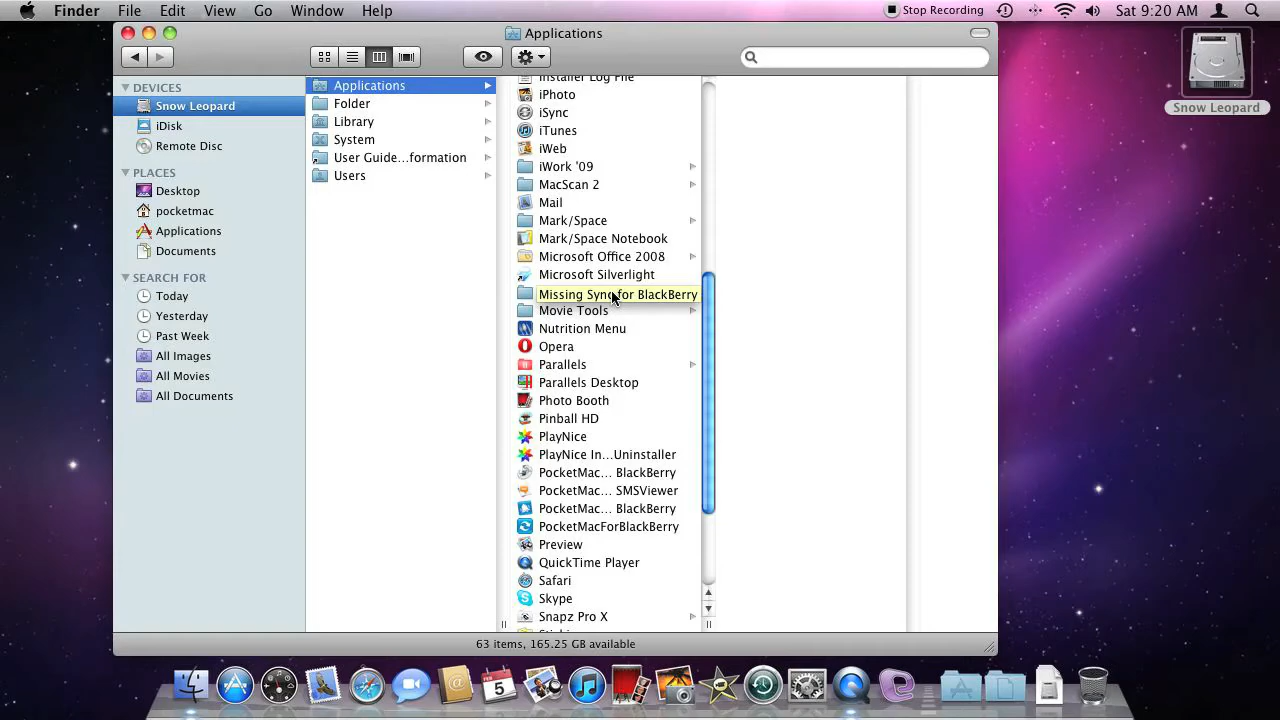 Finder File Edit View Go Window Help Stop Recording Sat 9:20 AM
Applications
DEVICES
Snow Leopard
iDisk
Remote Disc
PLACES
Desktop
pocketmac
Applications
Documents
SEARCH FOR
Today
Yesterday
Past Week
All Images
All Movies
All Documents
Applications
Folder
Library
System
User Guide...formation
Users
Installer Log File
iPhoto
iSync
iTunes
iWeb
iWork '09
MacScan 2
Mail
Mark/Space
Mark/Space Notebook
Microsoft Office 2008
Microsoft Silverlight
Missing Sync for BlackBerry
Movie Tools
Nutrition Menu
Opera
Parallels
Parallels Desktop
Photo Booth
Pinball HD
PlayNice
PlayNice In...Uninstaller
PocketMac... BlackBerry
PocketMac... SMSViewer
PocketMac... BlackBerry
PocketMacForBlackBerry
Preview
QuickTime Player
Safari
Skype
Snapz Pro X
63 items, 165.25 GB available
Snow Leopard
FEB
5